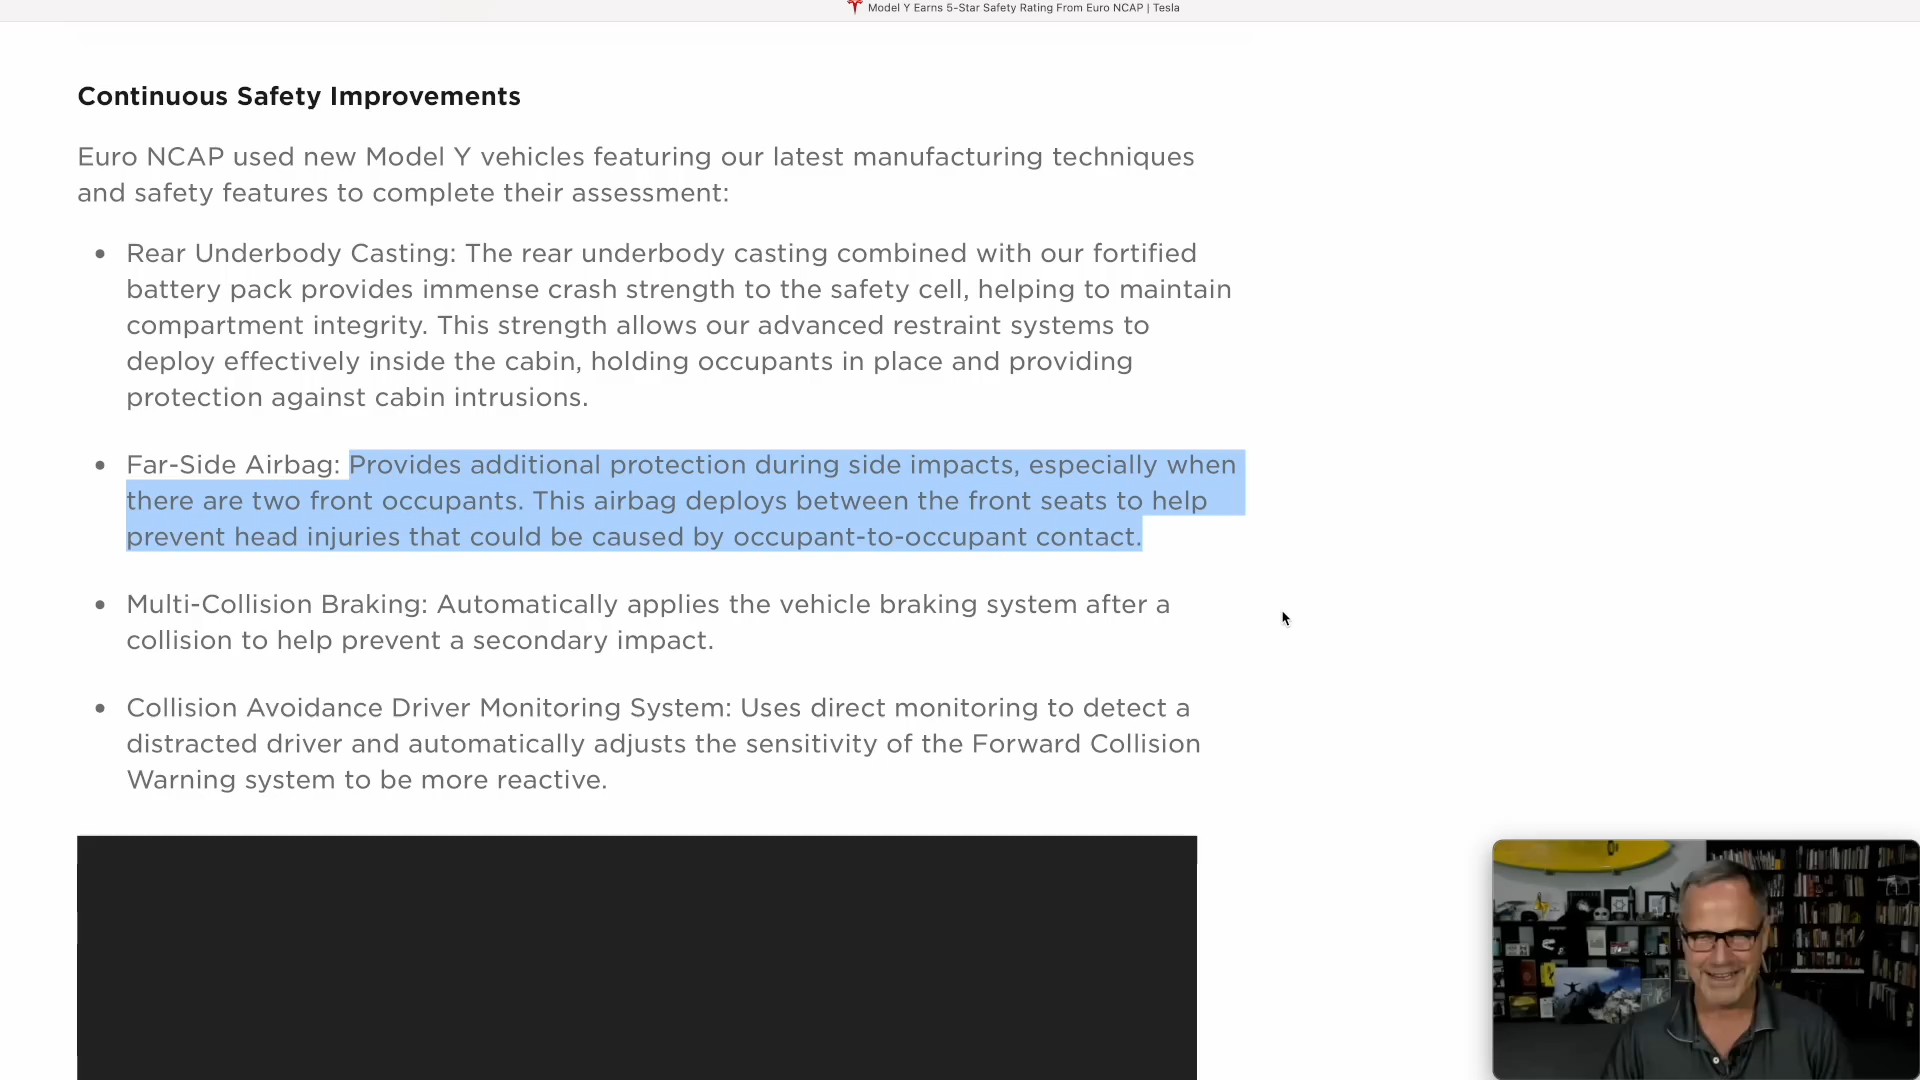 Model Y Earns 5-Star Safety Rating From Euro NCAP | Tesla
Continuous Safety Improvements
Euro NCAP used new Model Y vehicles featuring our latest manufacturing techniques
and safety features to complete their assessment:
• Rear Underbody Casting: The rear underbody casting combined with our fortified
battery pack provides immense crash strength to the safety cell, helping to maintain
compartment integrity. This strength allows our advanced restraint systems to
deploy effectively inside the cabin, holding occupants in place and providing
protection against cabin intrusions.
• Far-Side Airbag: Provides additional protection during side impacts, especially when
there are two front occupants. This airbag deploys between the front seats to help
prevent head injuries that could be caused by occupant-to-occupant contact.
• Multi-Collision Braking: Automatically applies the vehicle braking system after a
collision to help prevent a secondary impact.
• Collision Avoidance Driver Monitoring System: Uses direct monitoring to detect a
distracted driver and automatically adjusts the sensitivity of the Forward Collision
Warning system to be more reactive.